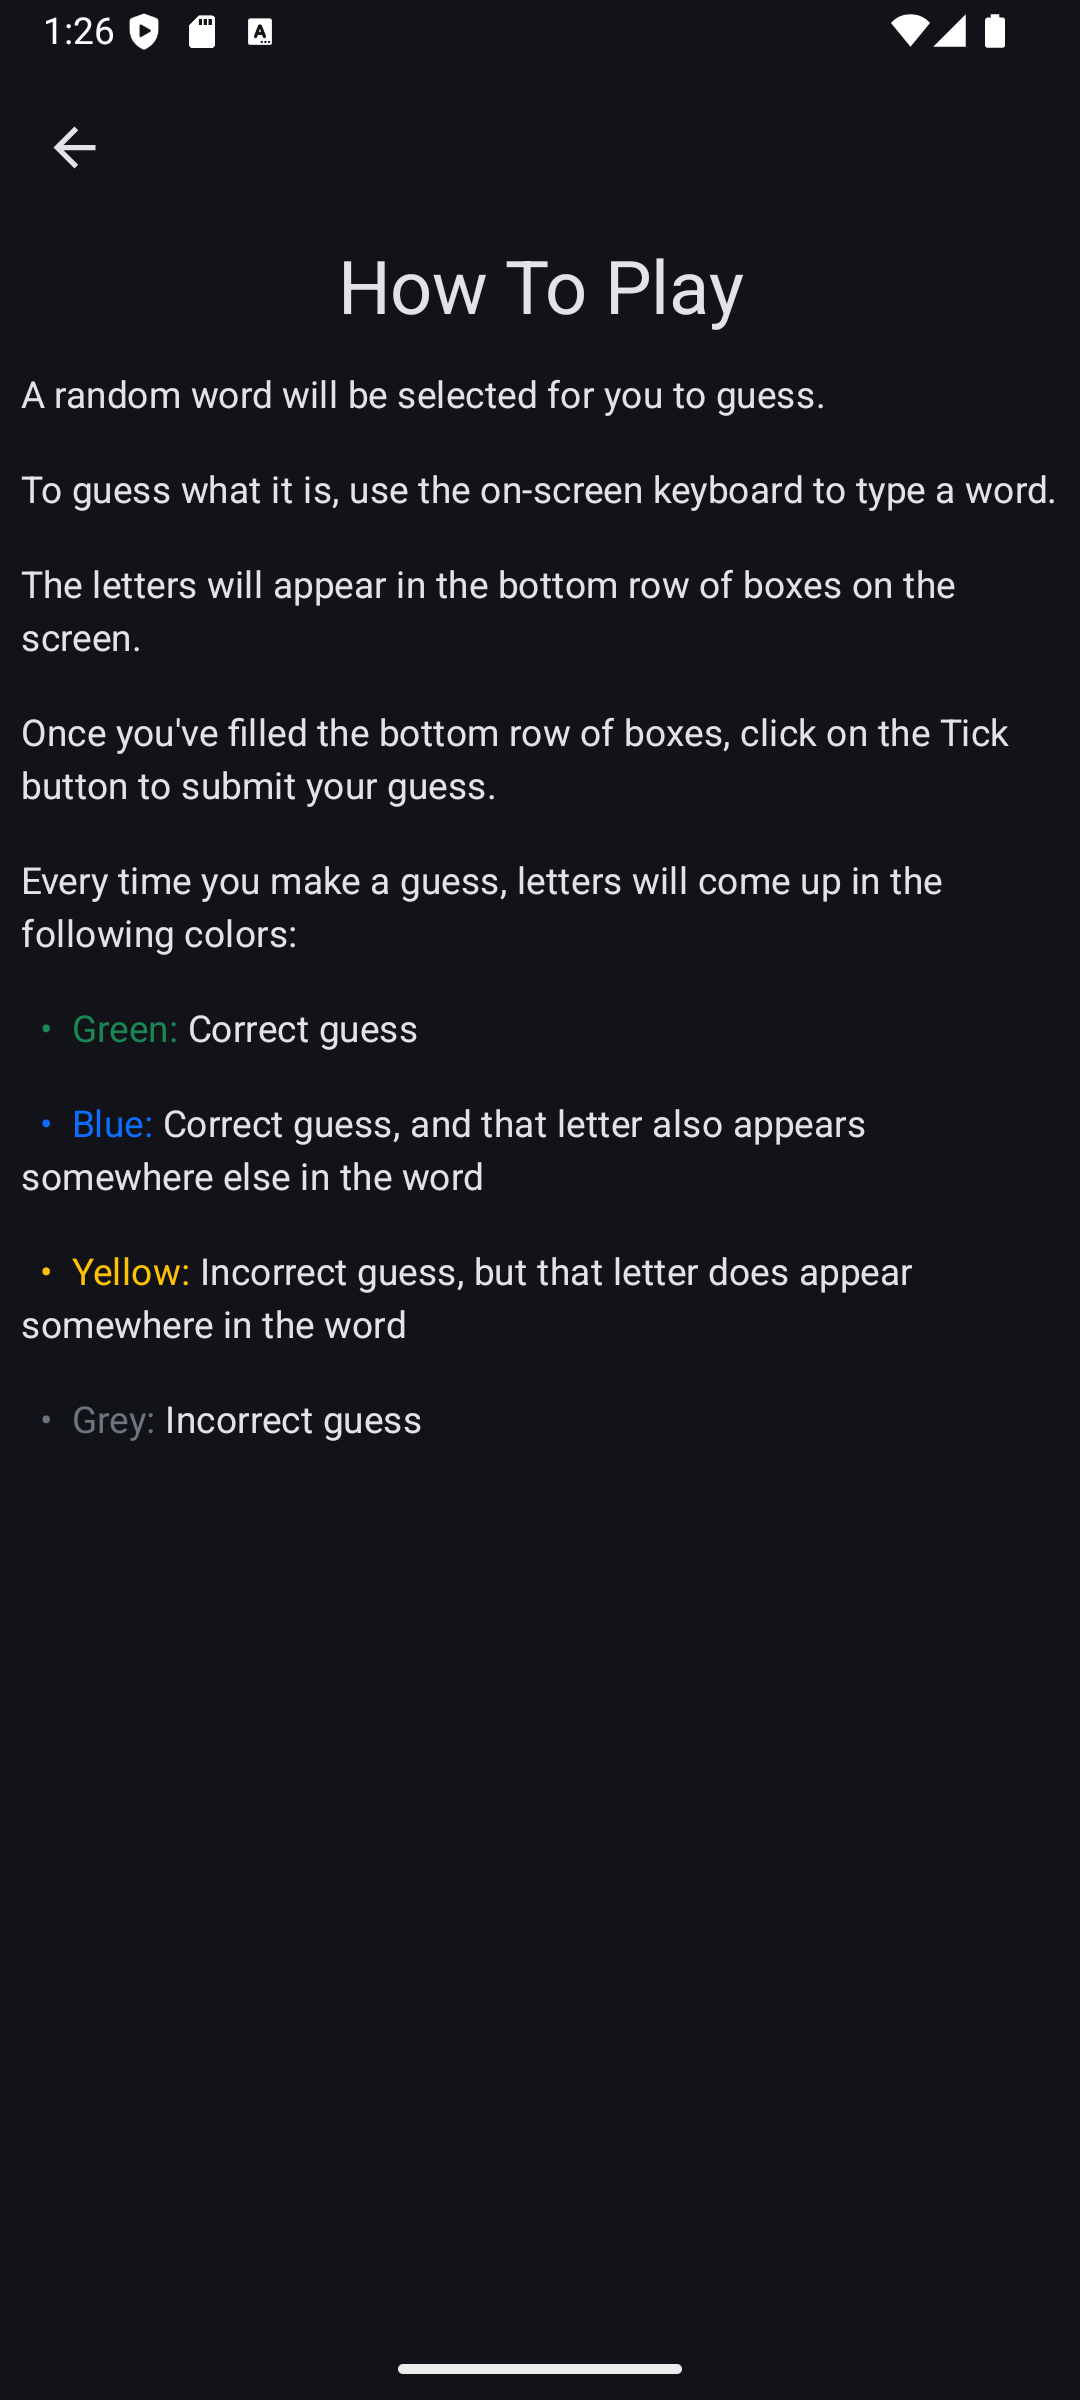 1:26
How To Play
A random word will be selected for you to guess.
To guess what it is, use the on-screen keyboard to type a word.
The letters will appear in the bottom row of boxes on the
screen.
Once you've filled the bottom row of boxes, click on the Tick
button to submit your guess.
Every time you make a guess, letters will come up in the
following colors:
• Green: Correct guess
• Blue: Correct guess, and that letter also appears
somewhere else in the word
• Yellow: Incorrect guess, but that letter does appear
somewhere in the word
• Grey: Incorrect guess